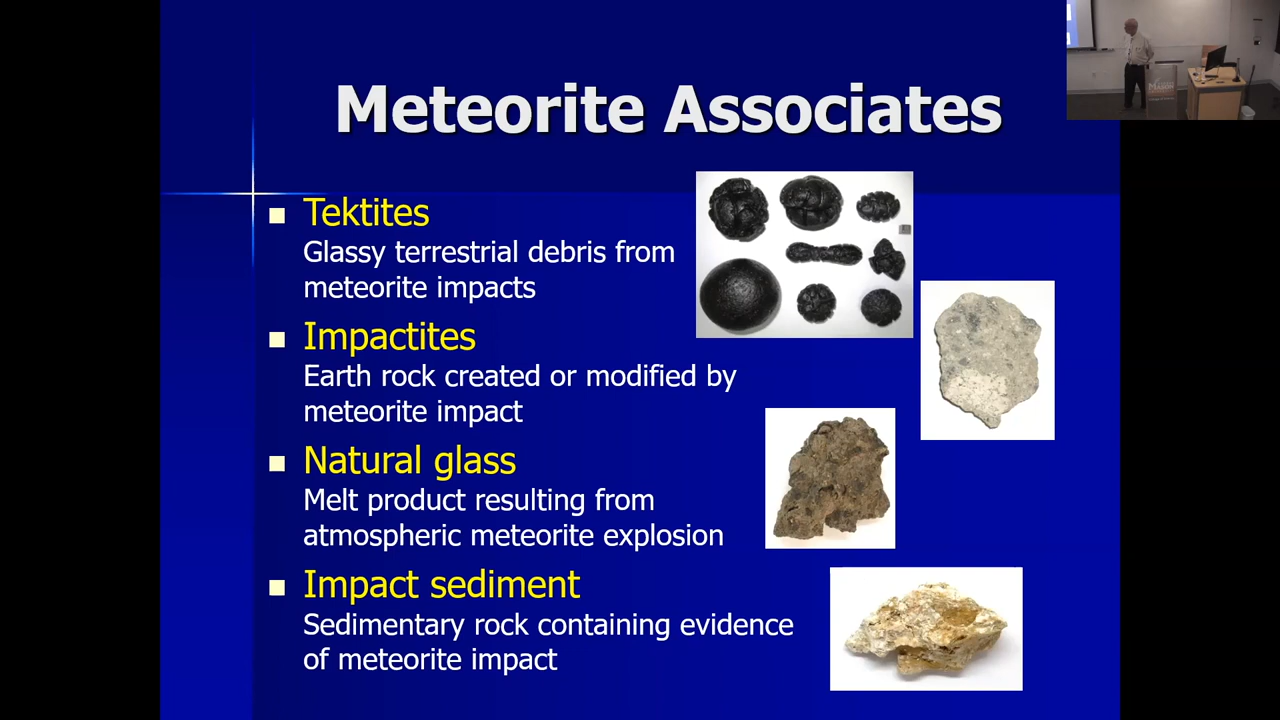 Meteorite Associates
Tektites
Glassy terrestrial debris from
meteorite impacts
Impactites
Earth rock created or modified by
meteorite impact
Natural glass
Melt product resulting from
atmospheric meteorite explosion
Impact sediment
Sedimentary rock containing evidence
of meteorite impact